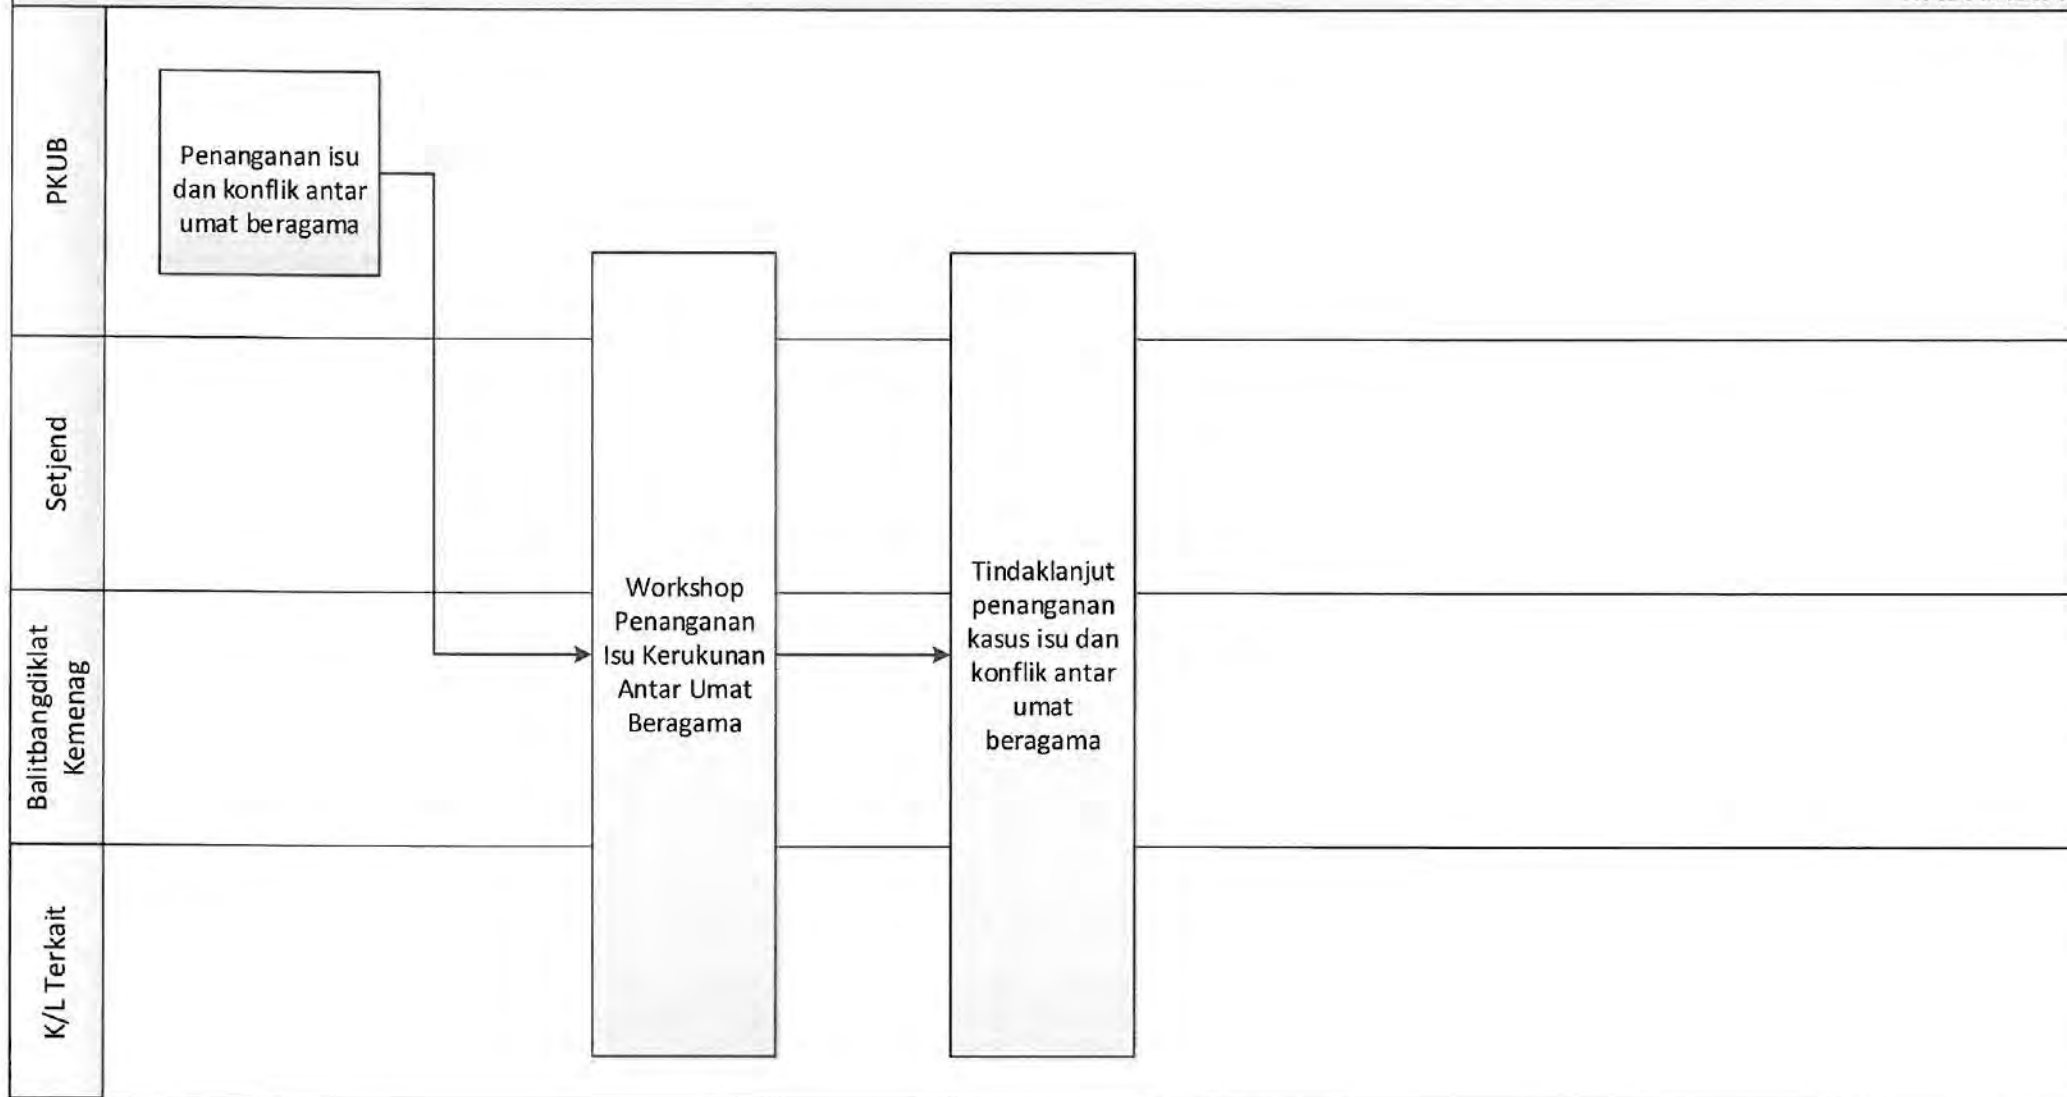 PKUB
Penanganan isu
dan konflik antar
umat beragama
Setjend
Balitbangdiklat
Kemenag
Workshop
Penanganan
Isu Kerukunan
Antar Umat
Beragama
Tindaklanjut
penanganan
kasus isu dan
konflik antar
umat
beragama
K/L Terkait